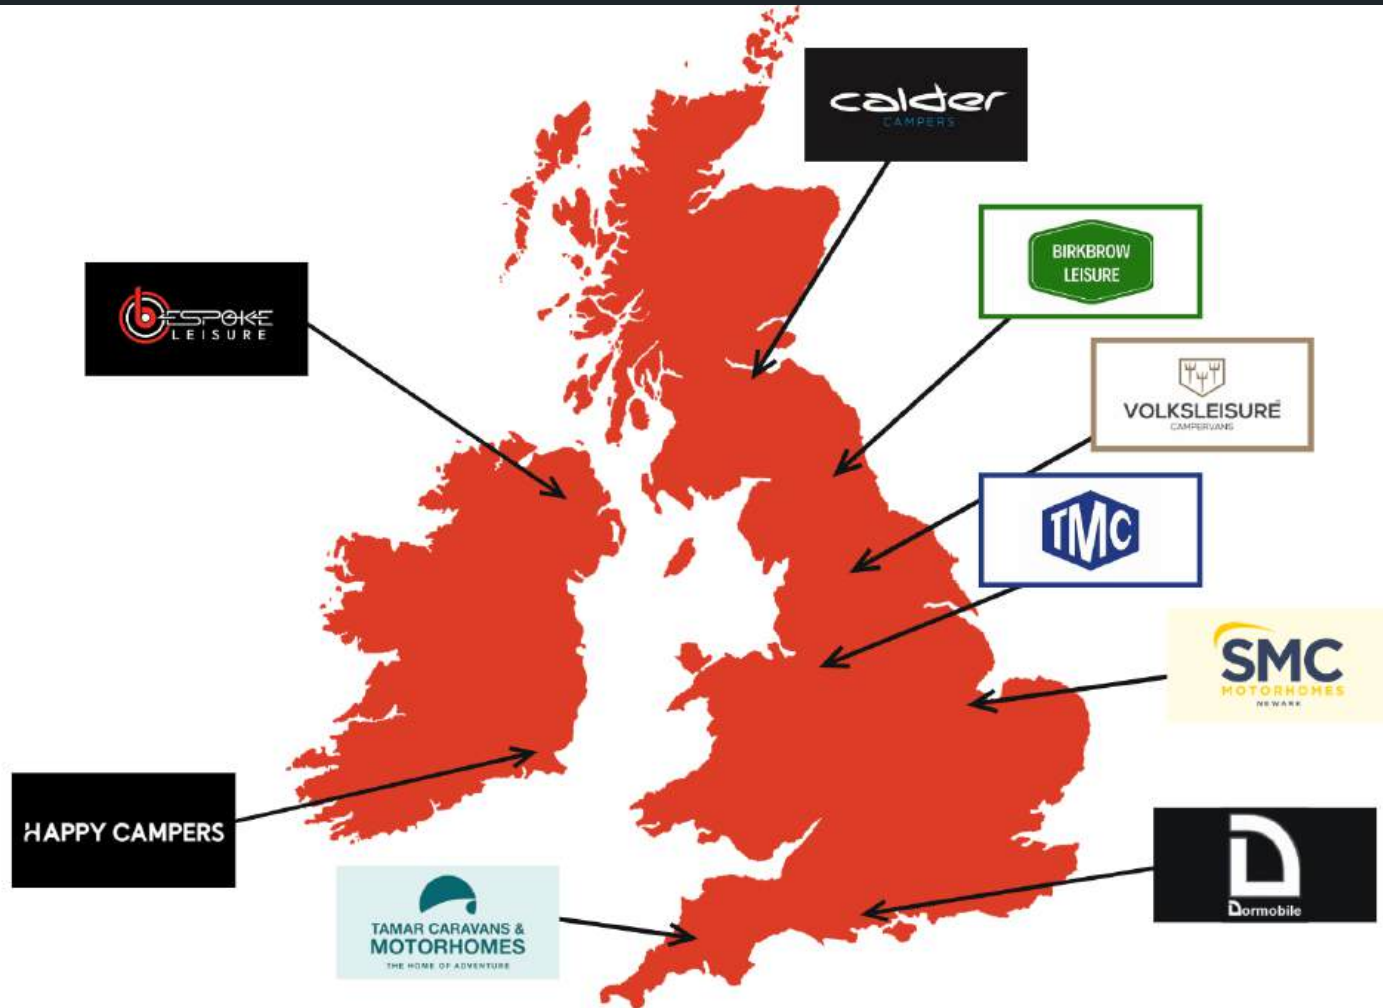 calder
CAMPERS
BIRKBROW
LEISURE
bESPOKE
LEISURE
VOLKSLEISURE
CAMPERVANS
TMC
SMC
MOTORHOMES
NEWARK
HAPPY CAMPERS
Dormobile
TAMAR CARAVANS &
MOTORHOMES
THE HOME OF ADVENTURE